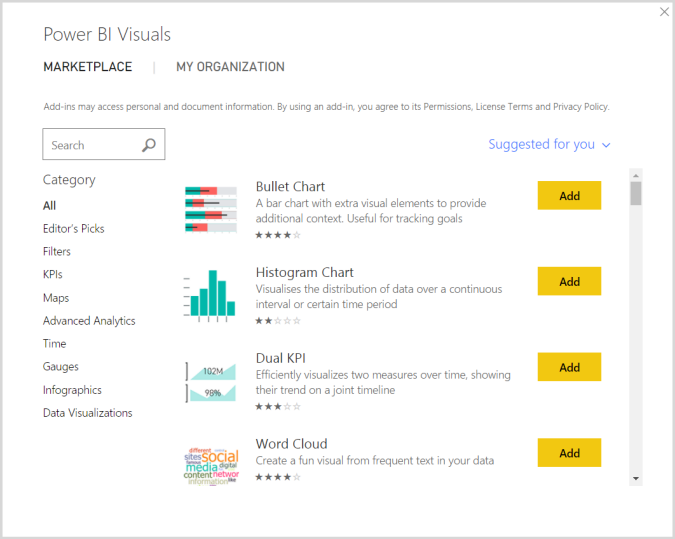 Power BI Visuals
MARKETPLACE | MY ORGANIZATION
Add-ins may access personal and document information. By using an add-in, you agree to its Permissions, License Terms and Privacy Policy.
Search
Suggested for you
Category
All
Editor's Picks
Filters
KPIs
Maps
Advanced Analytics
Time
Gauges
Infographics
Data Visualizations
Bullet Chart
A bar chart with extra visual elements to provide
additional context. Useful for tracking goals
★★★★☆
Add
Histogram Chart
Visualises the distribution of data over a continuous
interval or certain time period
★★☆☆☆
Add
102M
98%
Dual KPI
Efficiently visualizes two measures over time, showing
their trend on a joint timeline
★★★☆☆
Add
different
sites social
media digital
content networ
information like
Word Cloud
Create a fun visual from frequent text in your data
★★★★☆
Add